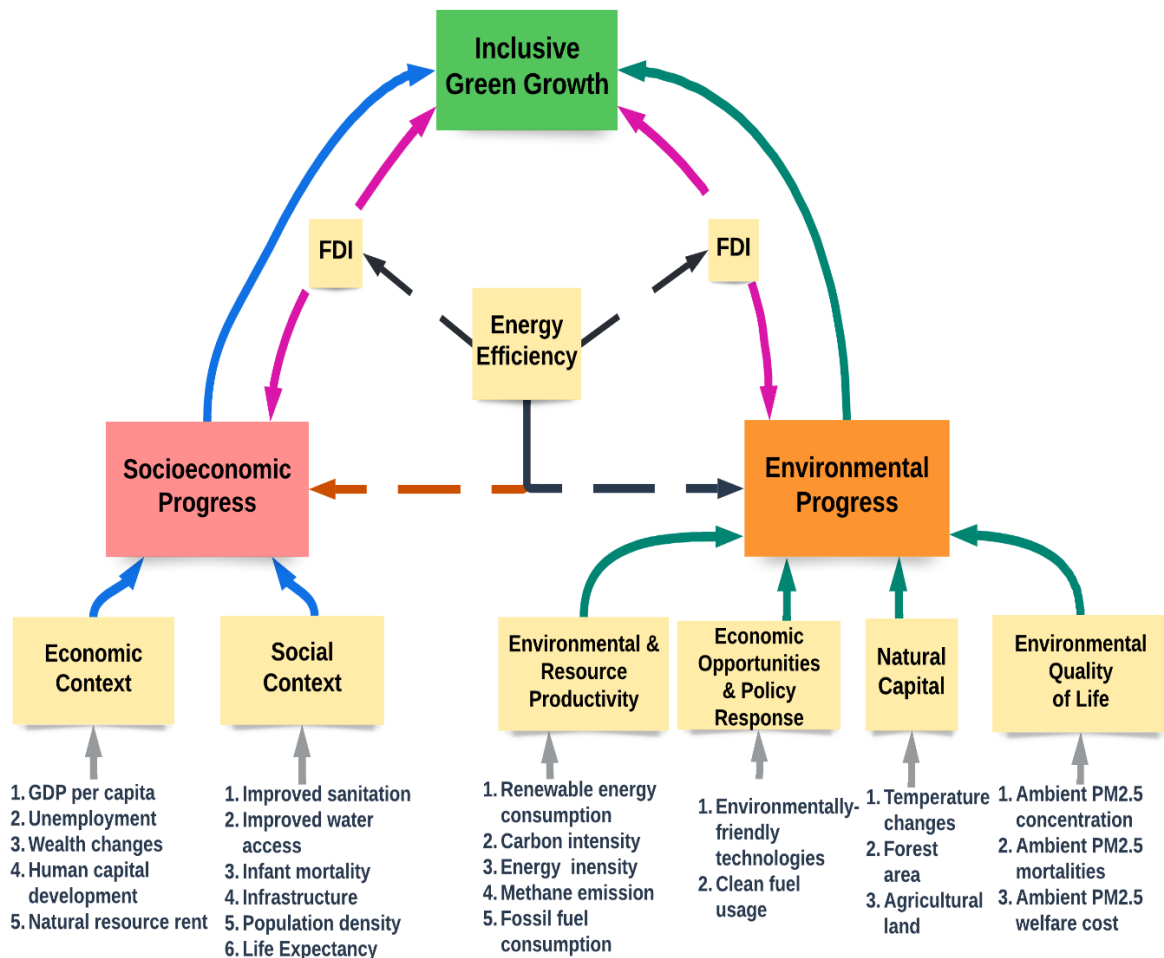 Inclusive
Green Growth
FDI
FDI
Energy
Efficiency
Socioeconomic
Progress
Environmental
Progress
Economic
Context
Social
Context
Environmental &
Resource
Productivity
Economic
Opportunities
& Policy
Response
Natural
Capital
Environmental
Quality
of Life
1. GDP per capita
2. Unemployment
3. Wealth changes
4. Human capital
development
5. Natural resource rent
1. Improved sanitation
2. Improved water
access
3. Infant mortality
4. Infrastructure
5. Population density
6. Life Expectancy
1. Renewable energy
consumption
2. Carbon intensity
3. Energy inensity
4. Methane emission
5. Fossil fuel
consumption
1. Environmentally-
friendly
technologies
2. Clean fuel
usage
1. Temperature
changes
2. Forest
area
3. Agricultural
land
1. Ambient PM2.5
concentration
2. Ambient PM2.5
mortalities
3. Ambient PM2.5
welfare cost